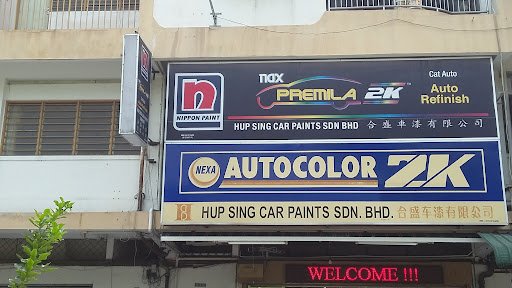 n
NIPPON PAINT
nax
PREMILA 2K
Cat Auto
Auto
Refinish
HUP SING CAR PAINTS SDN BHD 合盛車漆有限公司
NEXA AUTOCOLOR 2K
HUP SING CAR PAINTS SDN. BHD. 合盛车漆有限公司
WELCOME !!!